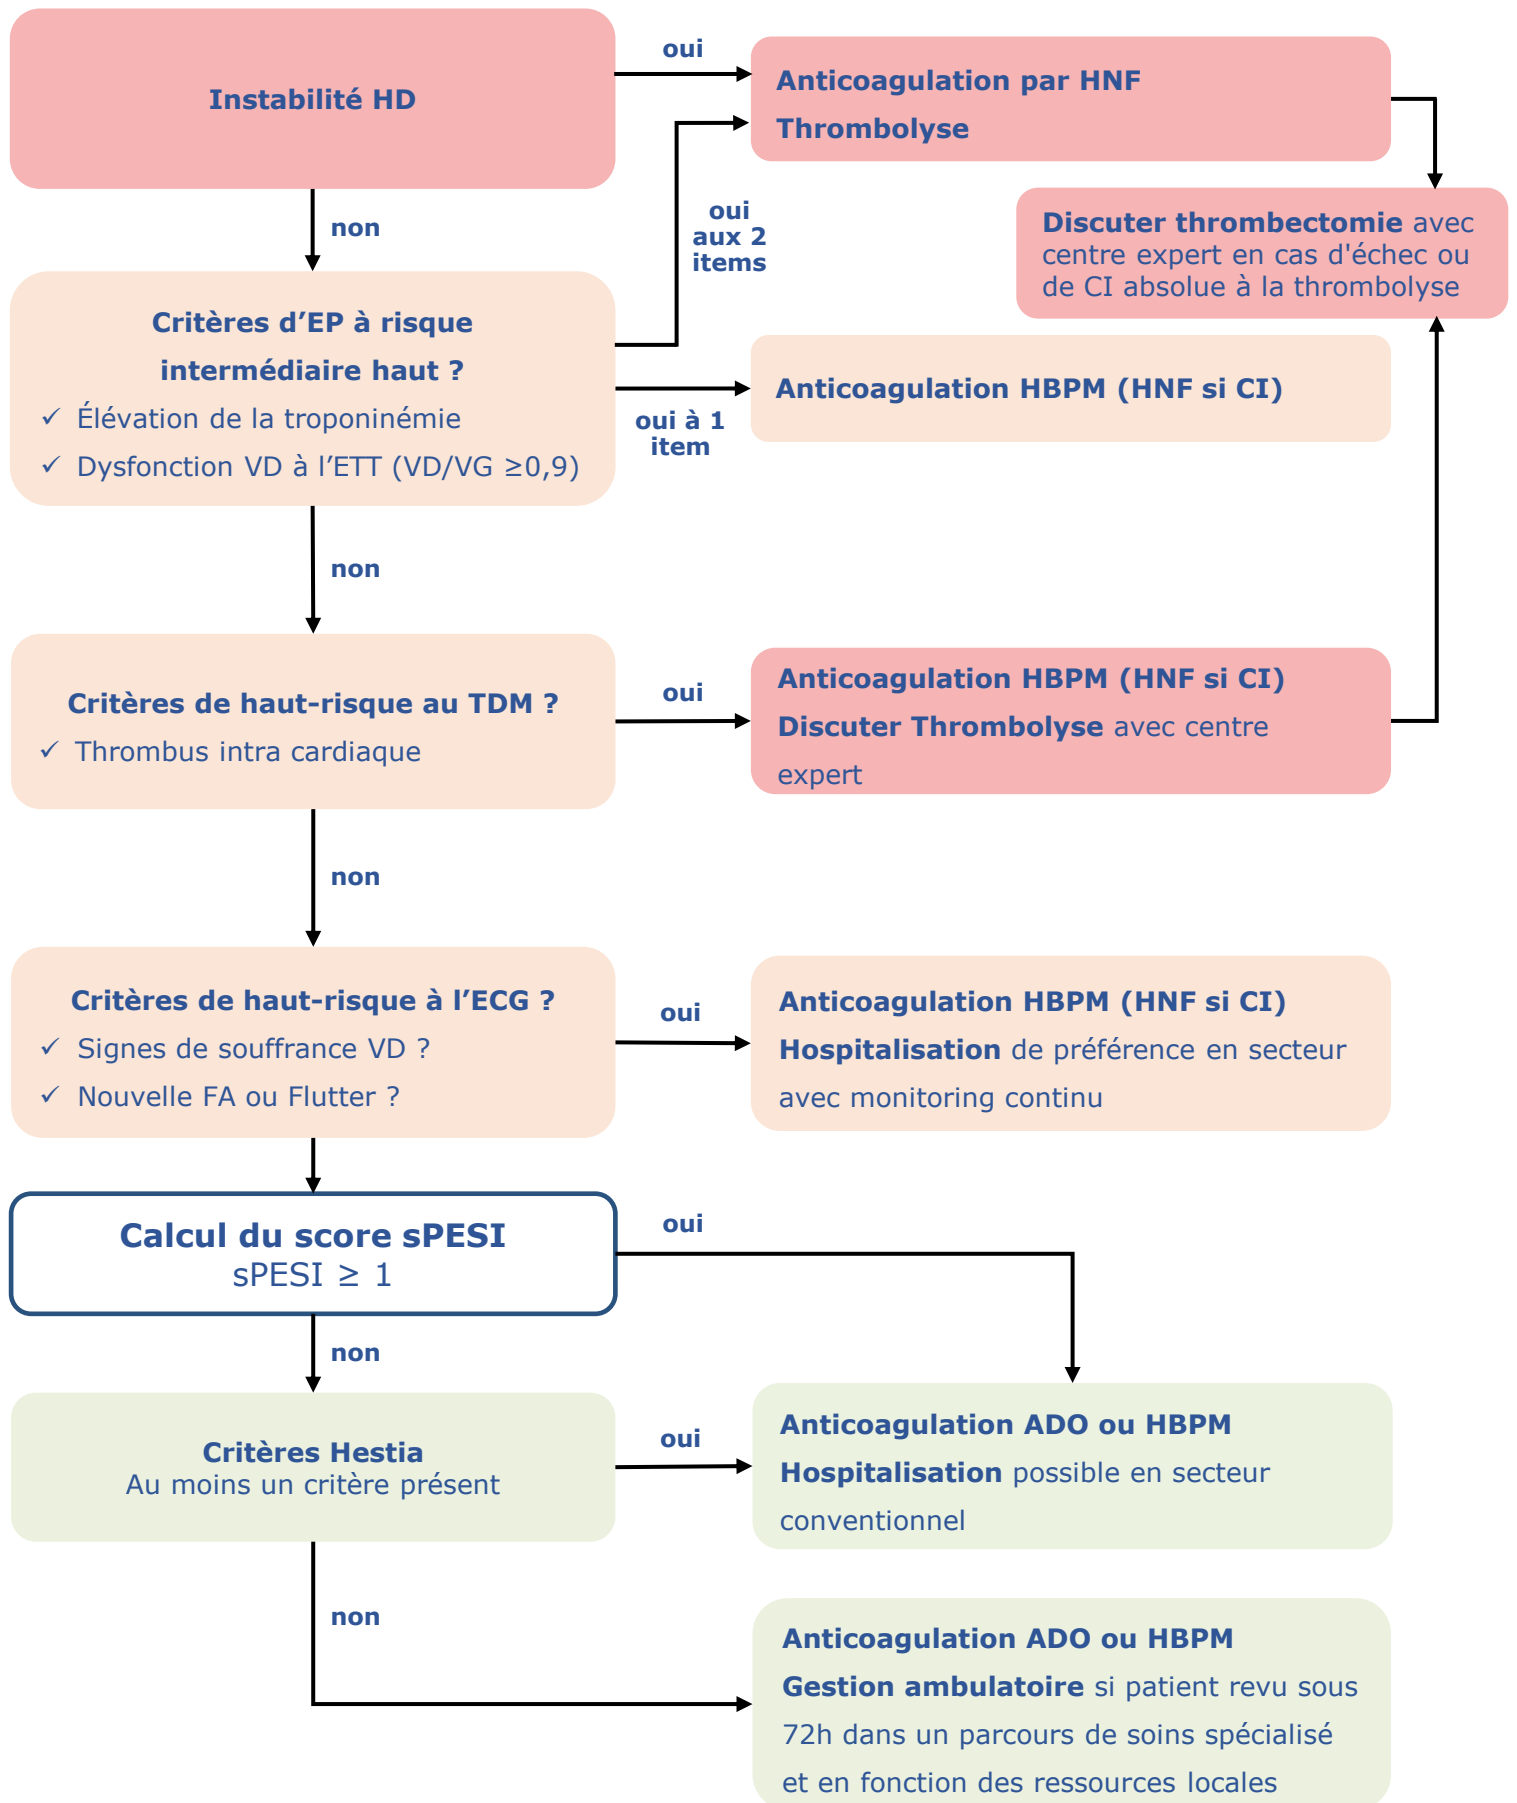 Instabilité HD
oui
Anticoagulation par HNF
Thrombolyse
non
oui
aux 2
items
Discuter thrombectomie avec
centre expert en cas d'échec ou
de CI absolue à la thrombolyse
Critères d’EP à risque
intermédiaire haut ?
✓ Élévation de la troponinémie
✓ Dysfonction VD à l’ETT (VD/VG ≥0,9)
oui à 1
item
Anticoagulation HBPM (HNF si CI)
non
Critères de haut-risque au TDM ?
✓ Thrombus intra cardiaque
oui
Anticoagulation HBPM (HNF si CI)
Discuter Thrombolyse avec centre
expert
non
Critères de haut-risque à l’ECG ?
✓ Signes de souffrance VD ?
✓ Nouvelle FA ou Flutter ?
oui
Anticoagulation HBPM (HNF si CI)
Hospitalisation de préférence en secteur
avec monitoring continu
Calcul du score sPESI
sPESI ≥ 1
oui
non
Critères Hestia
Au moins un critère présent
oui
Anticoagulation ADO ou HBPM
Hospitalisation possible en secteur
conventionnel
non
Anticoagulation ADO ou HBPM
Gestion ambulatoire si patient revu sous
72h dans un parcours de soins spécialisé
et en fonction des ressources locales